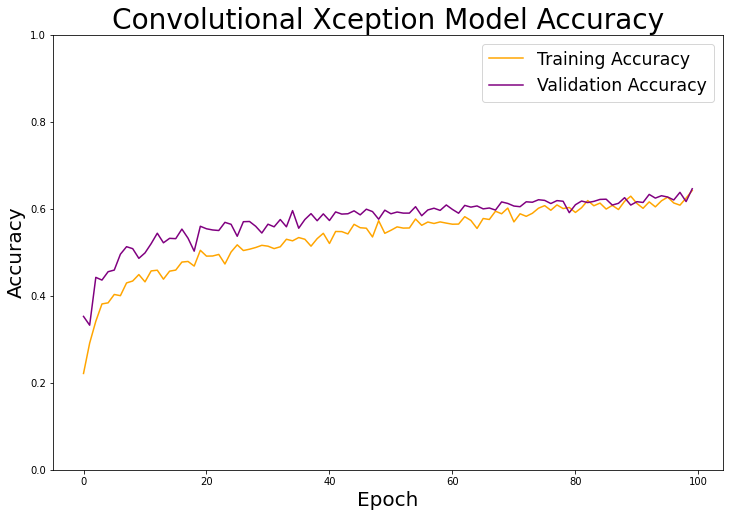 Convolutional Xception Model Accuracy
Training Accuracy
Validation Accuracy
Accuracy
1.0
0.8
0.6
0.4
0.2
0.0
0 20 40 60 80 100
Epoch